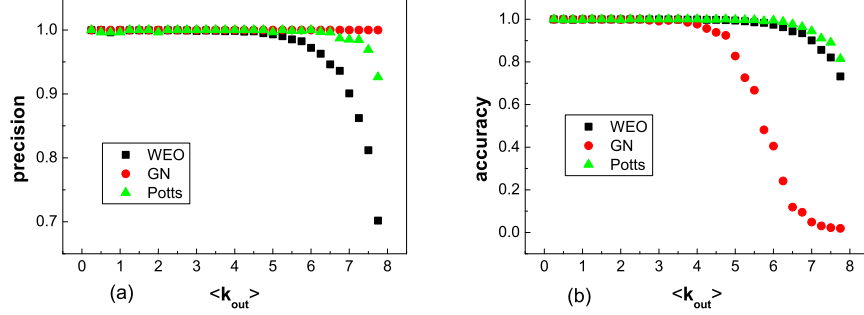 precision
1.0
0.9
0.8
0.7
WEO
GN
Potts
0 1 2 3 4 5 6 7 8
(a) <k_out>
accuracy
1.0
0.8
0.6
0.4
0.2
0.0
WEO
GN
Potts
0 1 2 3 4 5 6 7 8
(b) <k_out>